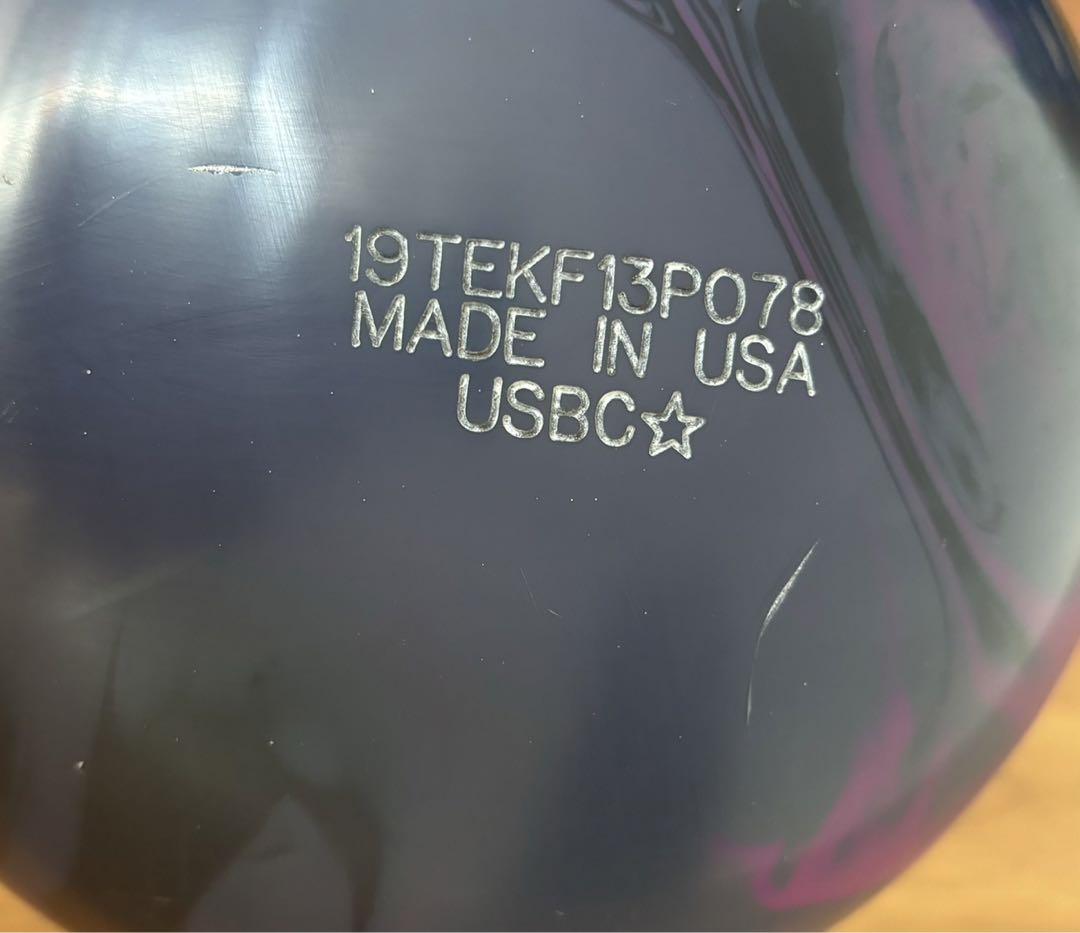 19TEKF13P078
MADE IN USA
USBC☆